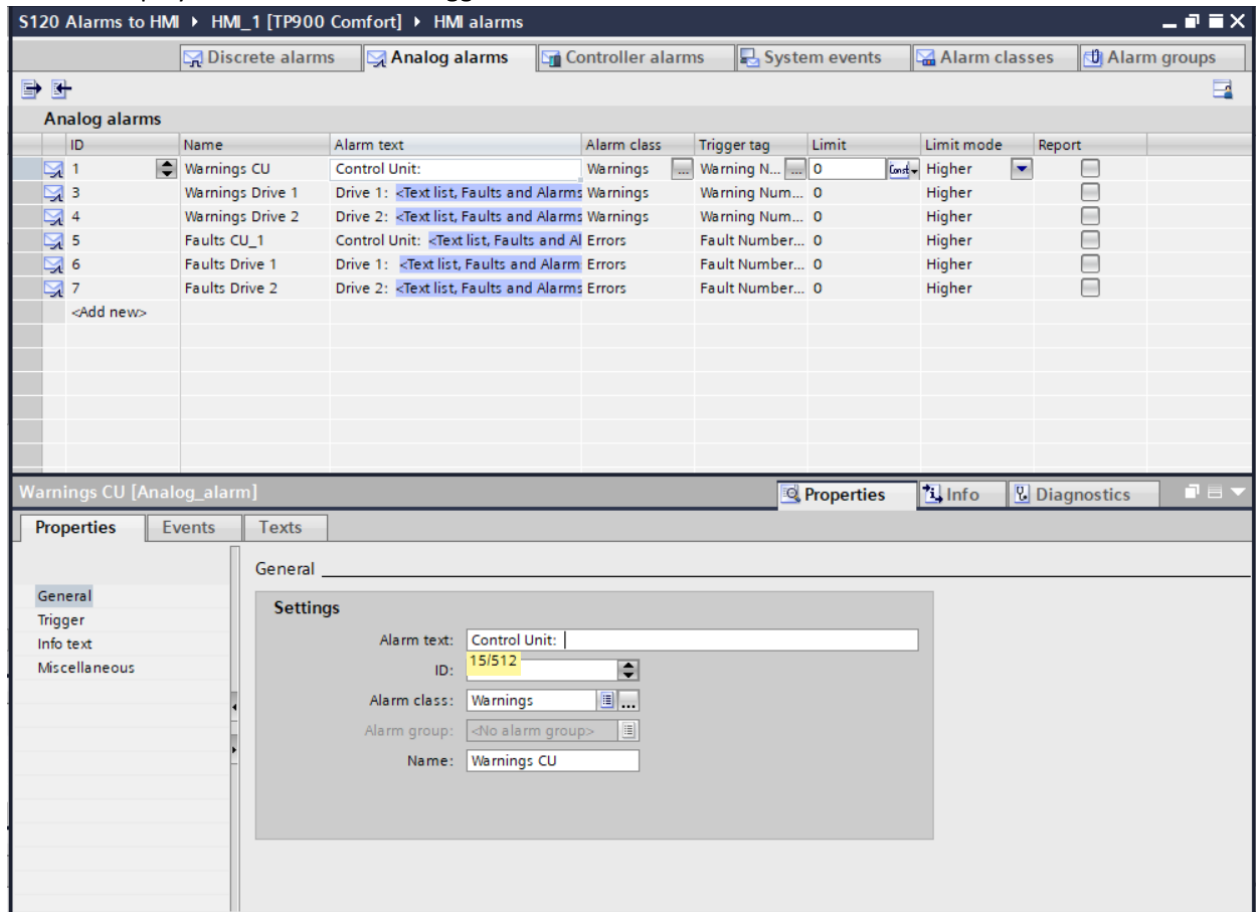 S120 Alarms to HMI ▸ HMI_1 [TP900 Comfort] ▸ HMI alarms
Discrete alarms Analog alarms Controller alarms System events Alarm classes Alarm groups
Analog alarms
ID Name Alarm text Alarm class Trigger tag Limit Limit mode Report
1 Warnings CU Control Unit: Warnings ... Warning N... ... 0 Const Higher
3 Warnings Drive 1 Drive 1: <Text list, Faults and Alarms Warnings Warning Num... 0 Higher
4 Warnings Drive 2 Drive 2: <Text list, Faults and Alarms Warnings Warning Num... 0 Higher
5 Faults CU_1 Control Unit: <Text list, Faults and Al Errors Fault Number... 0 Higher
6 Faults Drive 1 Drive 1: <Text list, Faults and Alarm Errors Fault Number... 0 Higher
7 Faults Drive 2 Drive 2: <Text list, Faults and Alarms Errors Fault Number... 0 Higher
<Add new>
Warnings CU [Analog_alarm] Properties Info Diagnostics
Properties Events Texts
General
General
Trigger
Info text
Miscellaneous
Settings
Alarm text: Control Unit:
ID: 15/512
Alarm class: Warnings ...
Alarm group: <No alarm group>
Name: Warnings CU